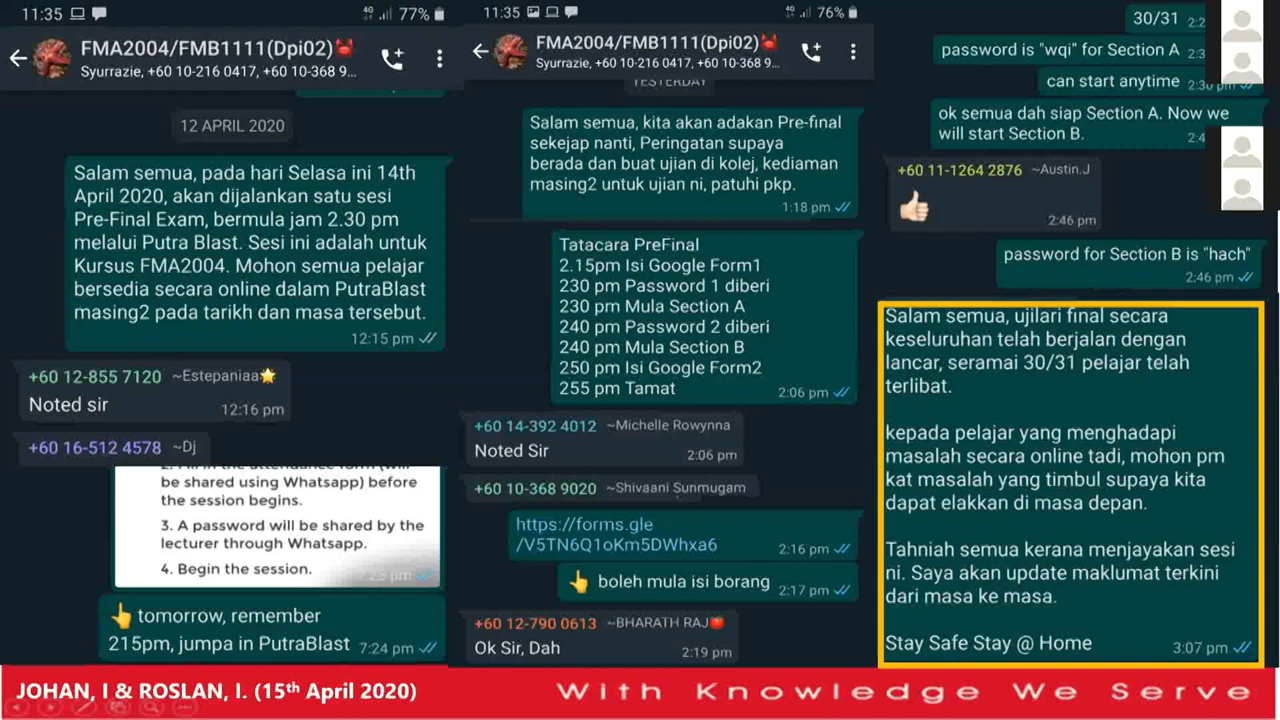 11:35
4G
77%
FMA2004/FMB1111(Dpi02)🦀
Syurrazie, +60 10-216 0417, +60 10-368 9...
12 APRIL 2020
Salam semua, pada hari Selasa ini 14th
April 2020, akan dijalankan satu sesi
Pre-Final Exam, bermula jam 2.30 pm
melalui Putra Blast. Sesi ini adalah untuk
Kursus FMA2004. Mohon semua pelajar
bersedia secara online dalam PutraBlast
masing2 pada tarikh dan masa tersebut.
12:15 pm
+60 12-855 7120 ~Estepaniaa🌟
Noted sir
12:16 pm
+60 16-512 4578 ~Dj
2. Fill in the attendance form (will
be shared using Whatsapp) before
the session begins.
3. A password will be shared by the
lecturer through Whatsapp.
4. Begin the session.
👆 tomorrow, remember
215pm, jumpa in PutraBlast 7:24 pm
11:35
4G
76%
FMA2004/FMB1111(Dpi02)🦀
Syurrazie, +60 10-216 0417, +60 10-368 9...
YESTERDAY
Salam semua, kita akan adakan Pre-final
sekejap nanti, Peringatan supaya
berada dan buat ujian di kolej, kediaman
masing2 untuk ujian ni, patuhi pkp.
1:18 pm
Tatacara PreFinal
2.15pm Isi Google Form1
230 pm Password 1 diberi
230 pm Mula Section A
240 pm Password 2 diberi
240 pm Mula Section B
250 pm Isi Google Form2
255 pm Tamat
2:06 pm
+60 14-392 4012 ~Michelle Rowynna
Noted Sir
2:06 pm
+60 10-368 9020 ~Shivaani Sunmugam
https://forms.gle
/V5TN6Q1oKm5DWhxa6
2:16 pm
👆 boleh mula isi borang 2:17 pm
+60 12-790 0613 ~BHARATH RAJ🍅
Ok Sir, Dah
2:19 pm
30/31
password is "wqi" for Section A
can start anytime 2:30 pm
ok semua dah siap Section A. Now we
will start Section B.
+60 11-1264 2876 ~Austin.J
👍🏻
2:46 pm
password for Section B is "hach"
2:46 pm
Salam semua, ujilari final secara
keseluruhan telah berjalan dengan
lancar, seramai 30/31 pelajar telah
terlibat.
kepada pelajar yang menghadapi
masalah secara online tadi, mohon pm
kat masalah yang timbul supaya kita
dapat elakkan di masa depan.
Tahniah semua kerana menjayakan sesi
ni. Saya akan update maklumat terkini
dari masa ke masa.
Stay Safe Stay @ Home 3:07 pm
JOHAN, I & ROSLAN, I. (15th April 2020)
With Knowledge We Serve